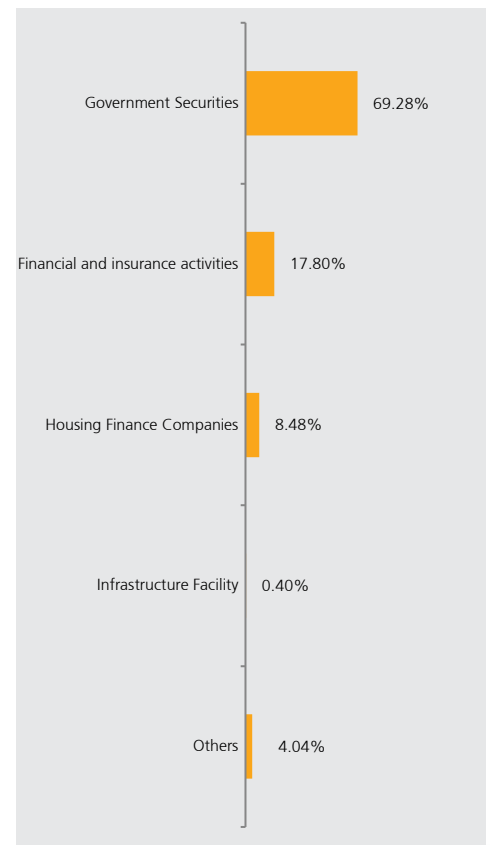 Government Securities 69.28%
Financial and insurance activities 17.80%
Housing Finance Companies 8.48%
Infrastructure Facility 0.40%
Others 4.04%